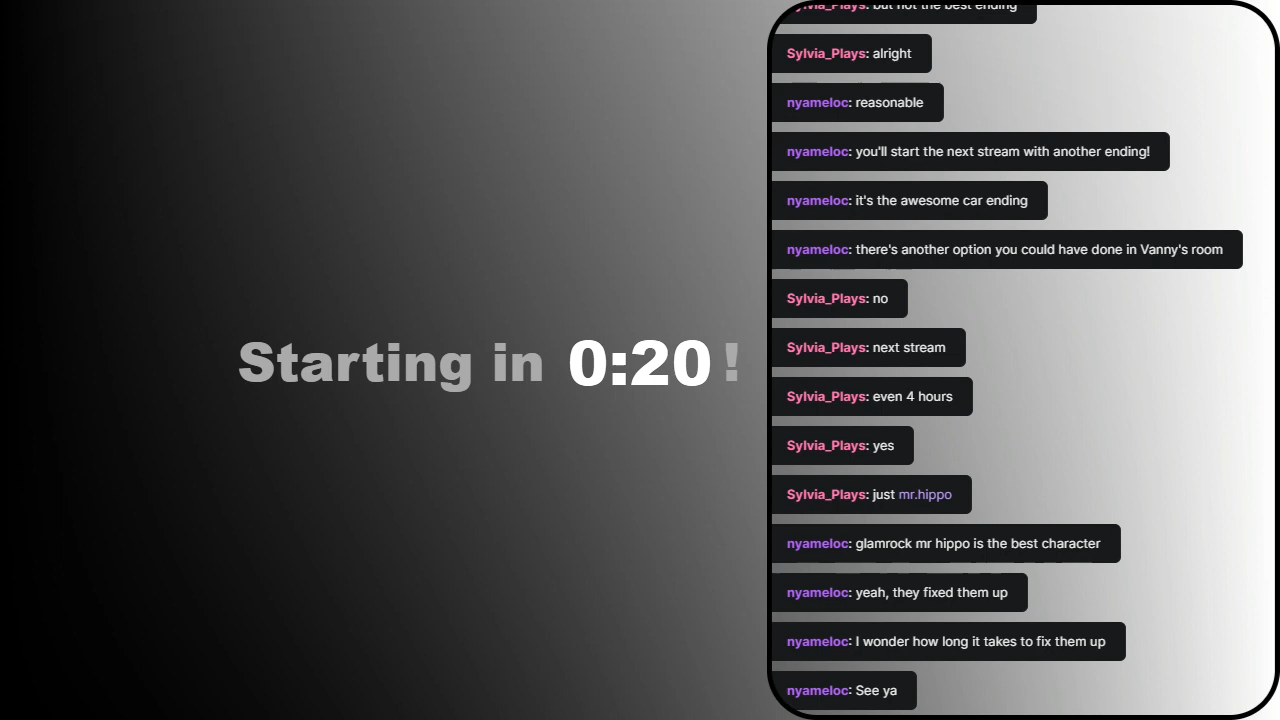 Starting in 0:20!
Sylvia_Plays: but not the best ending
Sylvia_Plays: alright
nyameloc: reasonable
nyameloc: you'll start the next stream with another ending!
nyameloc: it's the awesome car ending
nyameloc: there's another option you could have done in Vanny's room
Sylvia_Plays: no
Sylvia_Plays: next stream
Sylvia_Plays: even 4 hours
Sylvia_Plays: yes
Sylvia_Plays: just mr.hippo
nyameloc: glamrock mr hippo is the best character
nyameloc: yeah, they fixed them up
nyameloc: I wonder how long it takes to fix them up
nyameloc: See ya